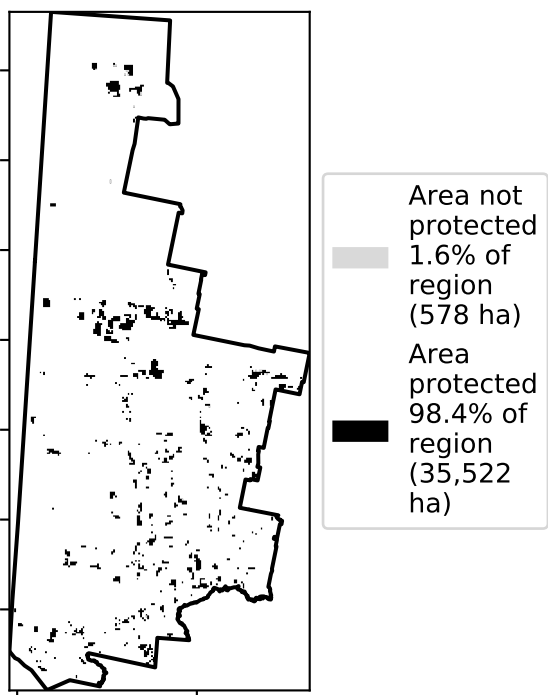 Area not
protected
1.6% of
region
(578 ha)
Area
protected
98.4% of
region
(35,522
ha)